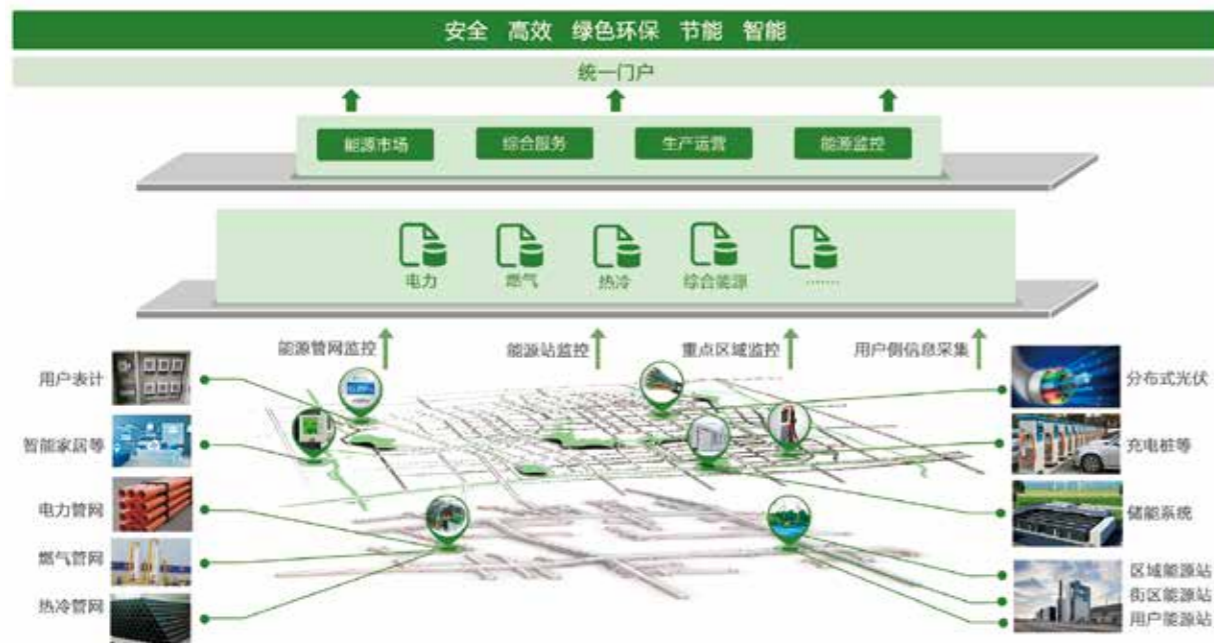 安全 高效 绿色环保 节能 智能
统一门户
能源市场 综合服务 生产运营 能源监控
电力 燃气 热冷 综合能源 ……
能源管网监控 能源站监控 重点区域监控 用户侧信息采集
用户表计
智能家居等
电力管网
燃气管网
热冷管网
分布式光伏
充电桩等
储能系统
区域能源站
街区能源站
用户能源站